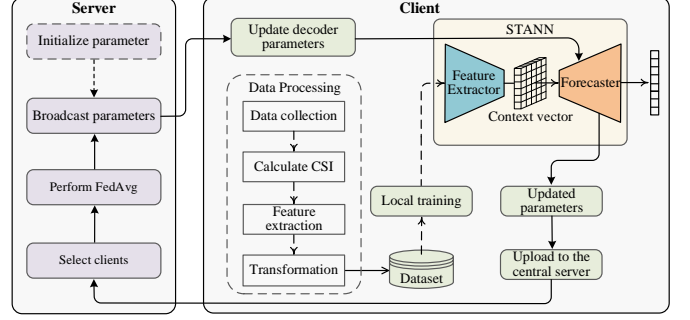 Server
Initialize parameter
Broadcast parameters
Perform FedAvg
Select clients
Client
Update decoder
parameters
Data Processing
Data collection
Calculate CSI
Feature
extraction
Transformation
Local training
Dataset
STANN
Feature
Extractor
Context vector
Forecaster
Updated
parameters
Upload to the
central server